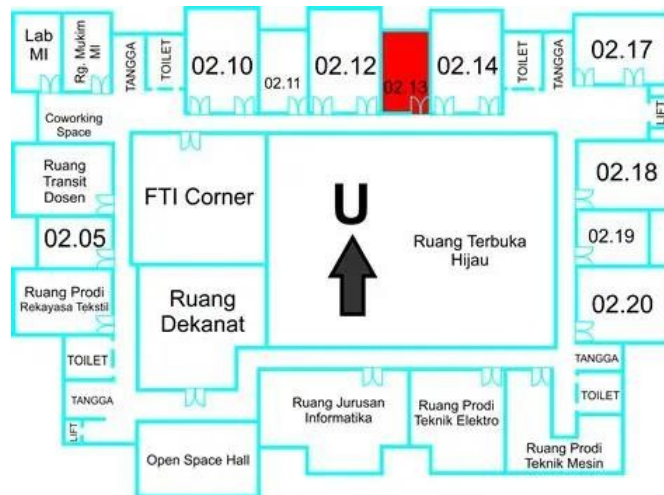 Lab
MI
Rg. Mukim
MI
TANGGA
TOILET
02.10
02.11
02.12
02.13
02.14
TOILET
TANGGA
02.17
LIFT
Coworking
Space
Ruang
Transit
Dosen
FTI Corner
U
Ruang Terbuka
Hijau
02.18
02.05
02.19
Ruang Prodi
Rekayasa Tekstil
Ruang
Dekanat
02.20
TOILET
TANGGA
TANGGA
TOILET
LIFT
Ruang Jurusan
Informatika
Ruang Prodi
Teknik Elektro
Open Space Hall
Ruang Prodi
Teknik Mesin